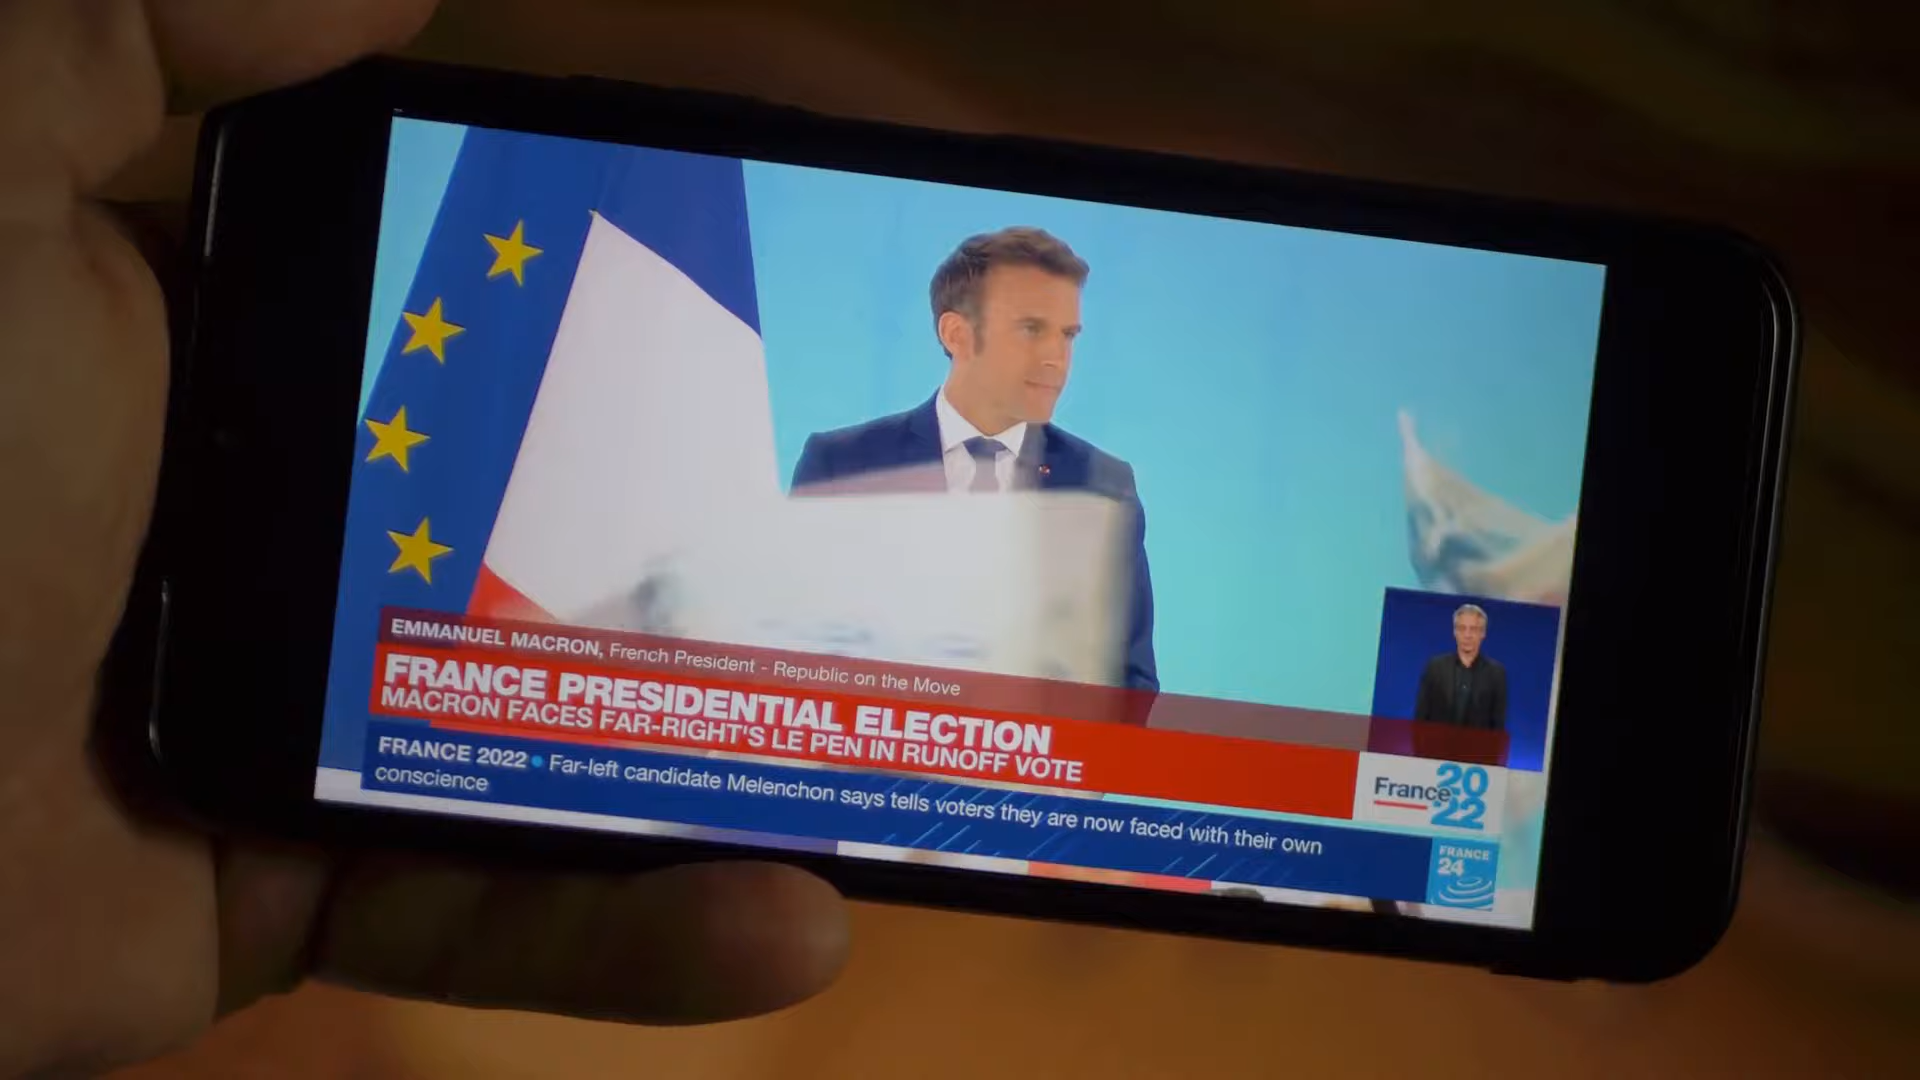 EMMANUEL MACRON, French President - Republic on the Move
FRANCE PRESIDENTIAL ELECTION
MACRON FACES FAR-RIGHT'S LE PEN IN RUNOFF VOTE
FRANCE 2022 • Far-left candidate Melenchon says tells voters they are now faced with their own
conscience
France 20
22
FRANCE
24